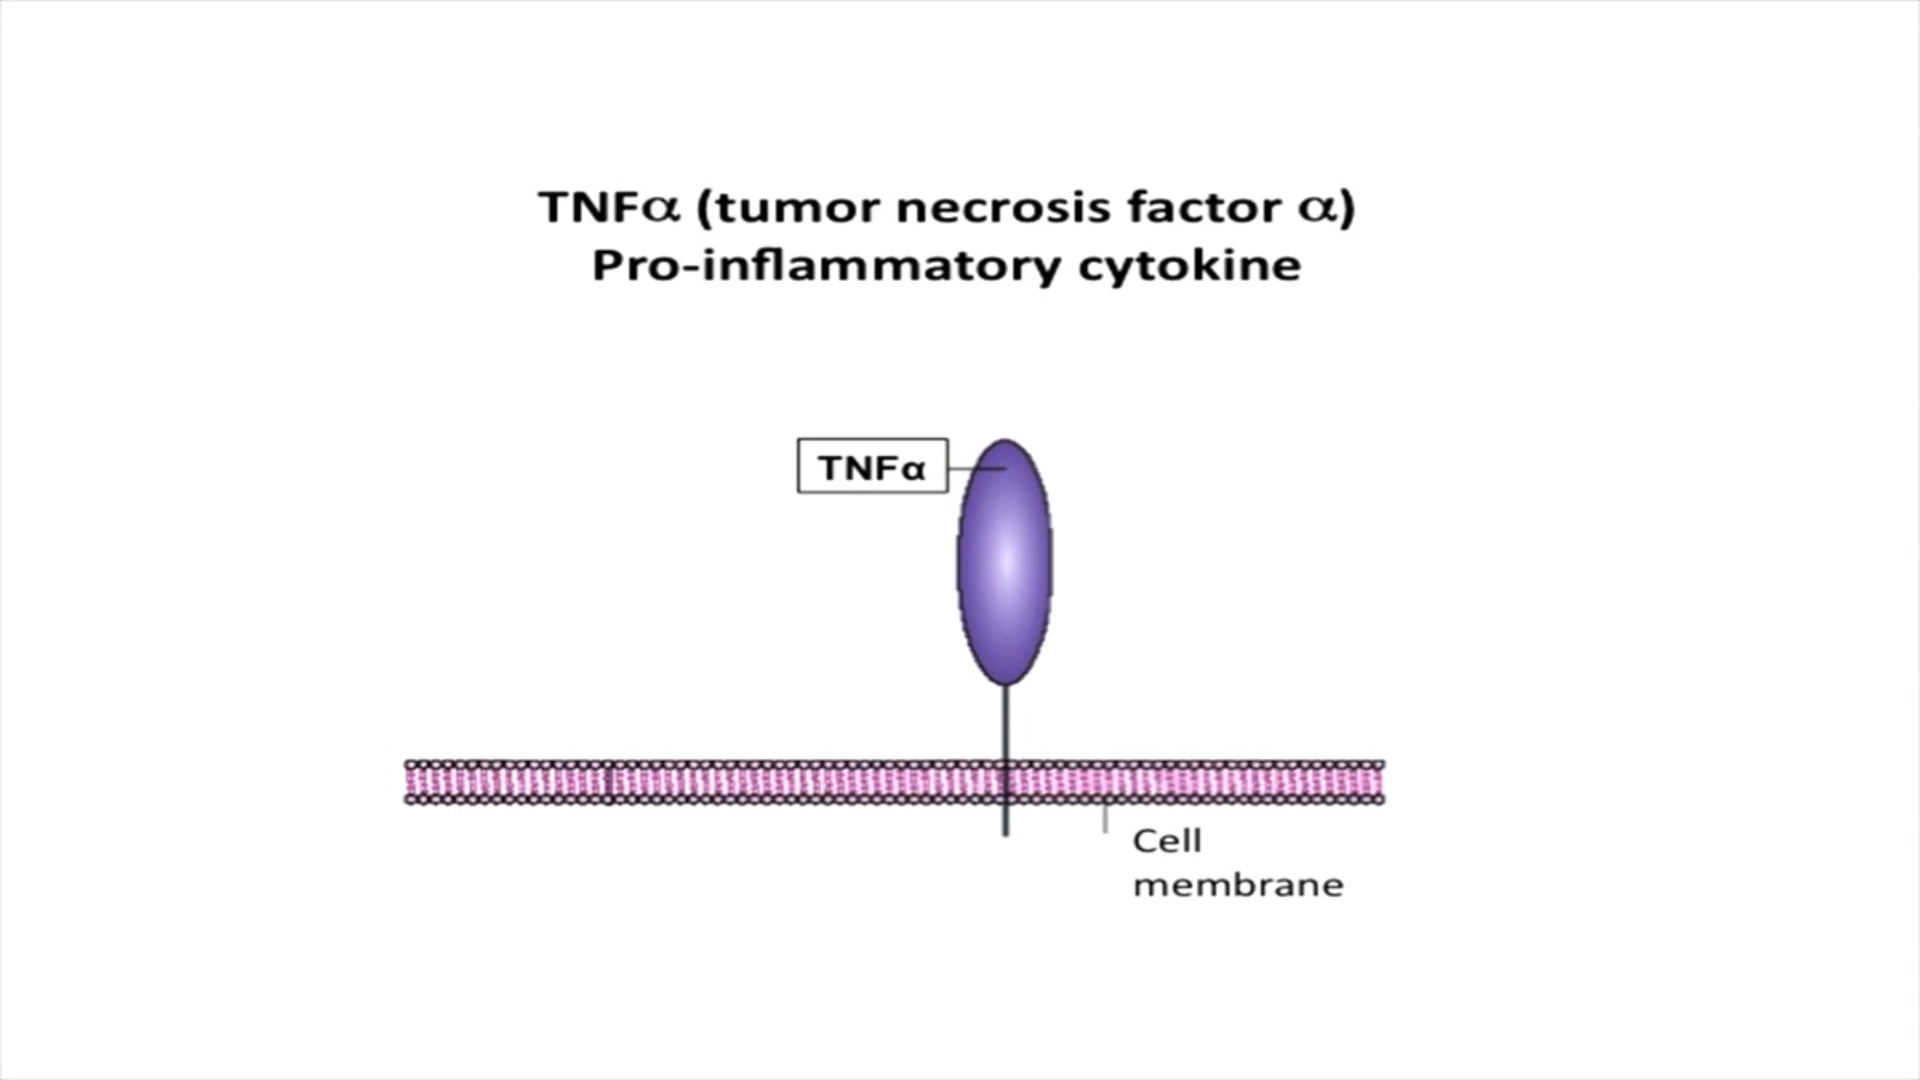 TNFα (tumor necrosis factor α)
Pro-inflammatory cytokine
TNFα
Cell
membrane